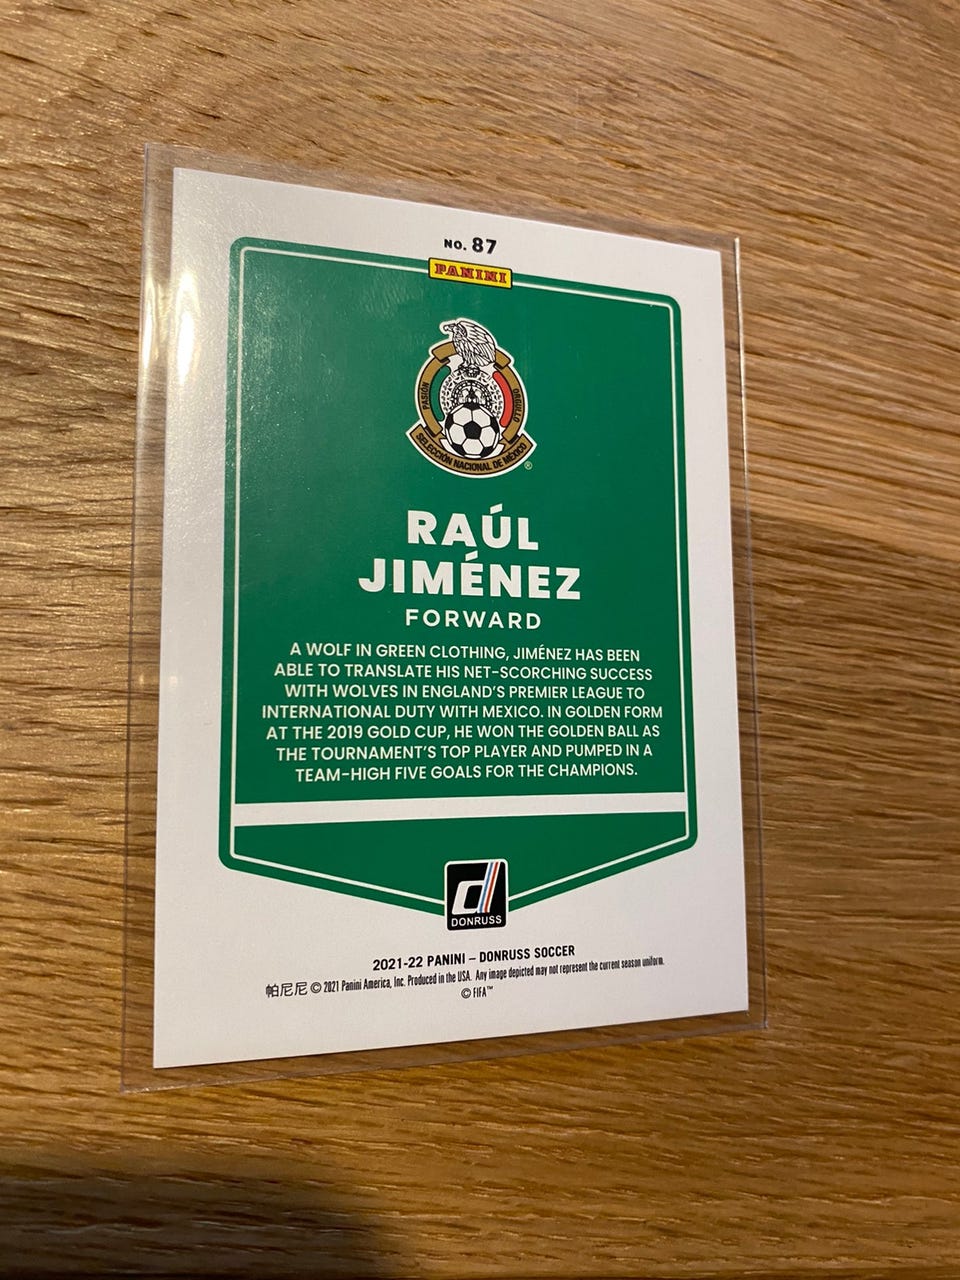 NO. 87
PANINI
PASIÓN
ORGULLO
SELECCIÓN NACIONAL DE MÉXICO
®
RAÚL
JIMÉNEZ
FORWARD
A WOLF IN GREEN CLOTHING, JIMÉNEZ HAS BEEN
ABLE TO TRANSLATE HIS NET-SCORCHING SUCCESS
WITH WOLVES IN ENGLAND'S PREMIER LEAGUE TO
INTERNATIONAL DUTY WITH MEXICO. IN GOLDEN FORM
AT THE 2019 GOLD CUP, HE WON THE GOLDEN BALL AS
THE TOURNAMENT'S TOP PLAYER AND PUMPED IN A
TEAM-HIGH FIVE GOALS FOR THE CHAMPIONS.
d
DONRUSS
2021-22 PANINI – DONRUSS SOCCER
帕尼尼 © 2021 Panini America, Inc. Produced in the USA. Any image depicted may not represent the current season uniform.
© FIFA™